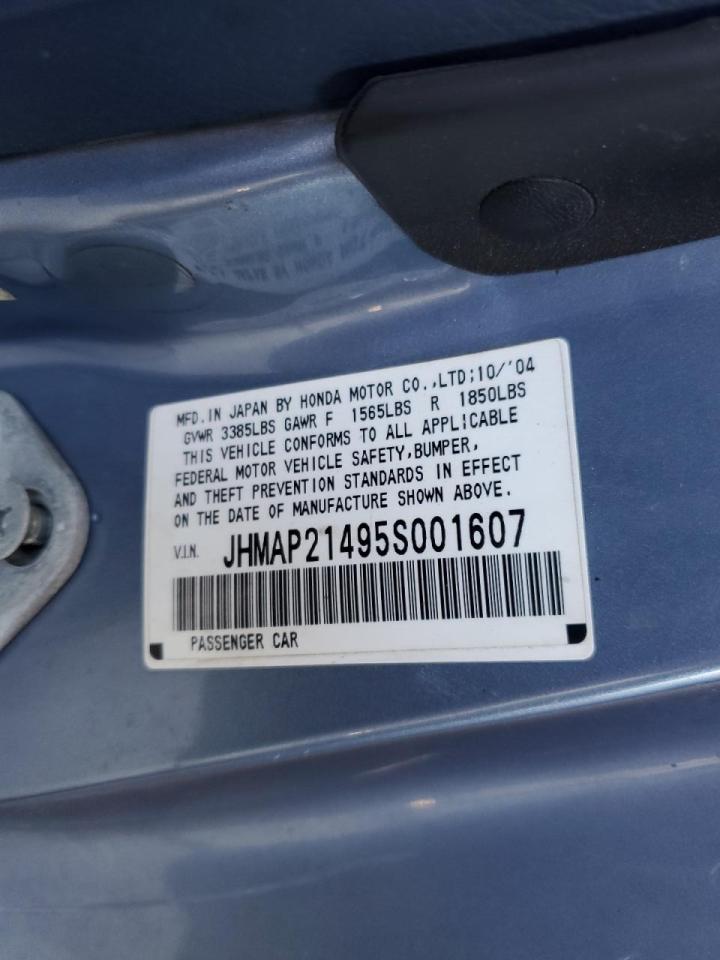 MFD. IN JAPAN BY HONDA MOTOR CO.,LTD;10/'04
GVWR 3385LBS GAWR F 1565LBS R 1850LBS
THIS VEHICLE CONFORMS TO ALL APPLICABLE
FEDERAL MOTOR VEHICLE SAFETY,BUMPER,
AND THEFT PREVENTION STANDARDS IN EFFECT
ON THE DATE OF MANUFACTURE SHOWN ABOVE.
V.I.N. JHMAP21495S001607
PASSENGER CAR